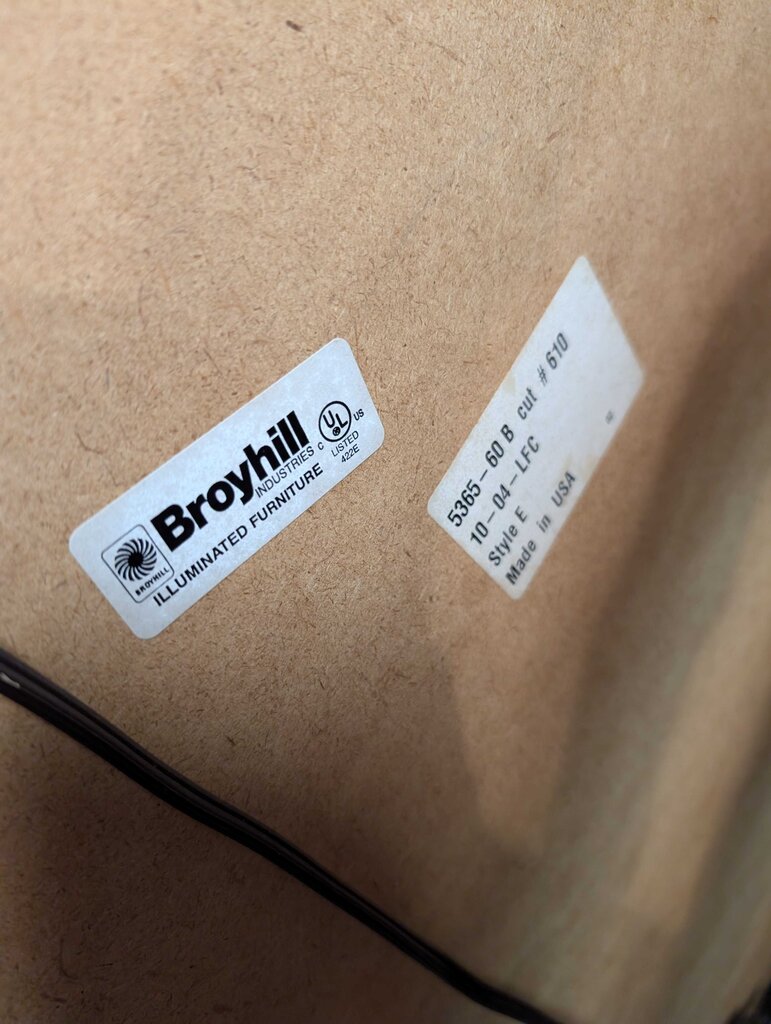 Broyhill
INDUSTRIES
C UL US
LISTED
422E
BROYHILL
ILLUMINATED FURNITURE
5365-60 B cut # 610
10-04-LFC
Style E
Made in USA